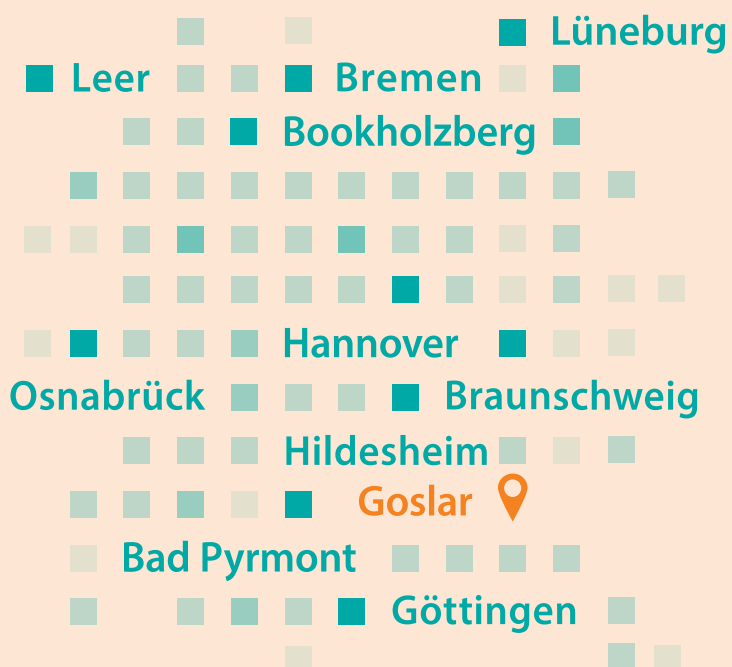 Lüneburg
Leer
Bremen
Bookholzberg
Hannover
Osnabrück
Braunschweig
Hildesheim
Goslar
Bad Pyrmont
Göttingen